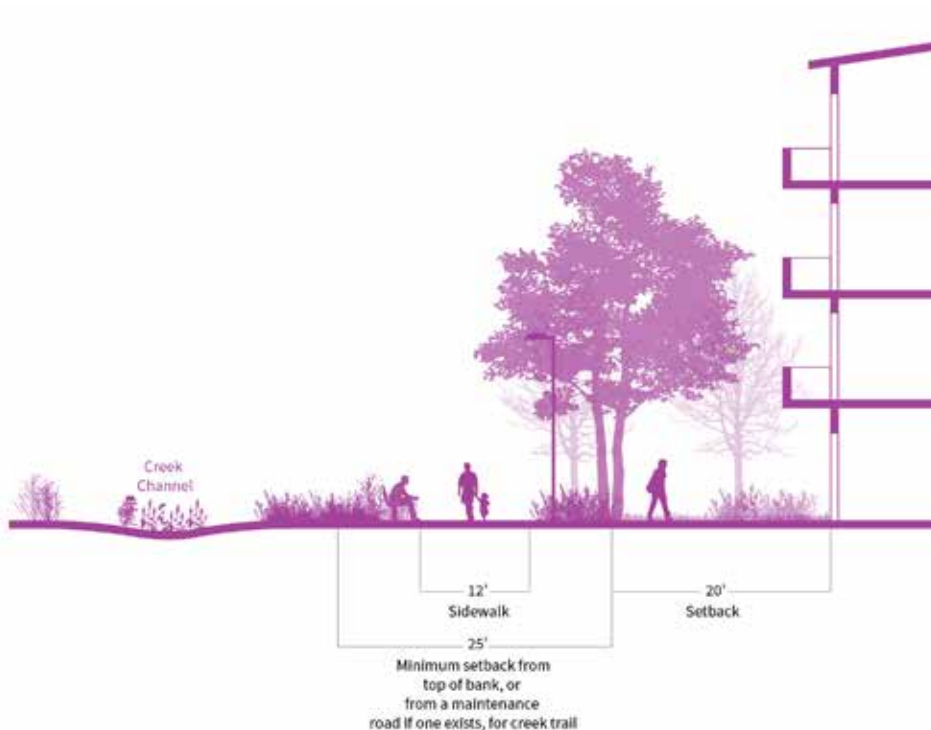 Creek
Channel
12'
Sidewalk
20'
Setback
25'
Minimum setback from
top of bank, or
from a maintenance
road if one exists, for creek trail